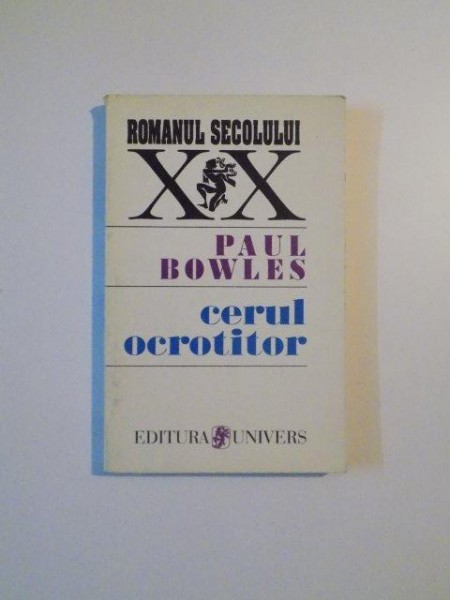 ROMANUL SECOLULUI
XX
PAUL
BOWLES
cerul
ocrotitor
EDITURA UNIVERS